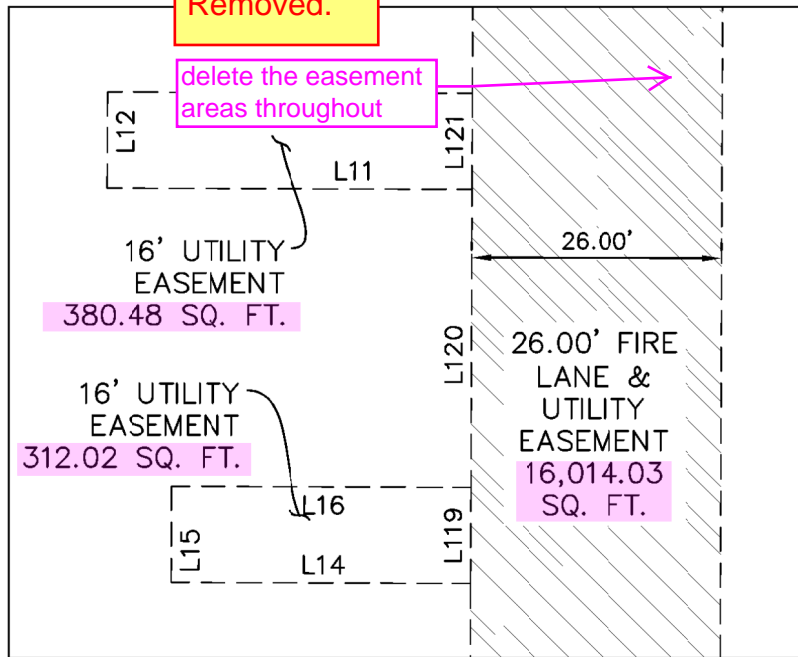 Removed.
delete the easement
areas throughout
L12
L121
L11
16' UTILITY
EASEMENT
380.48 SQ. FT.
26.00'
L120
26.00' FIRE
LANE &
UTILITY
EASEMENT
16,014.03
SQ. FT.
16' UTILITY
EASEMENT
312.02 SQ. FT.
L16
L15
L119
L14